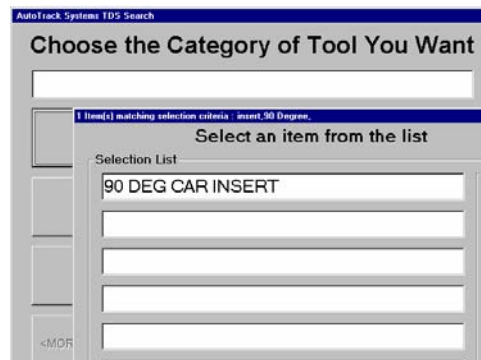 AutoTrack Systems TDS Search
Choose the Category of Tool You Want
1 Item(s) matching selection criteria : insert,90 Degree,
Select an item from the list
Selection List
90 DEG CAR INSERT
<MOR